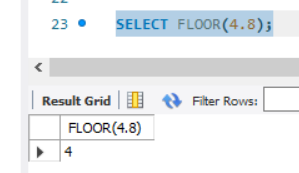 23 SELECT FLOOR(4.8);
Result Grid Filter Rows:
FLOOR(4.8)
4